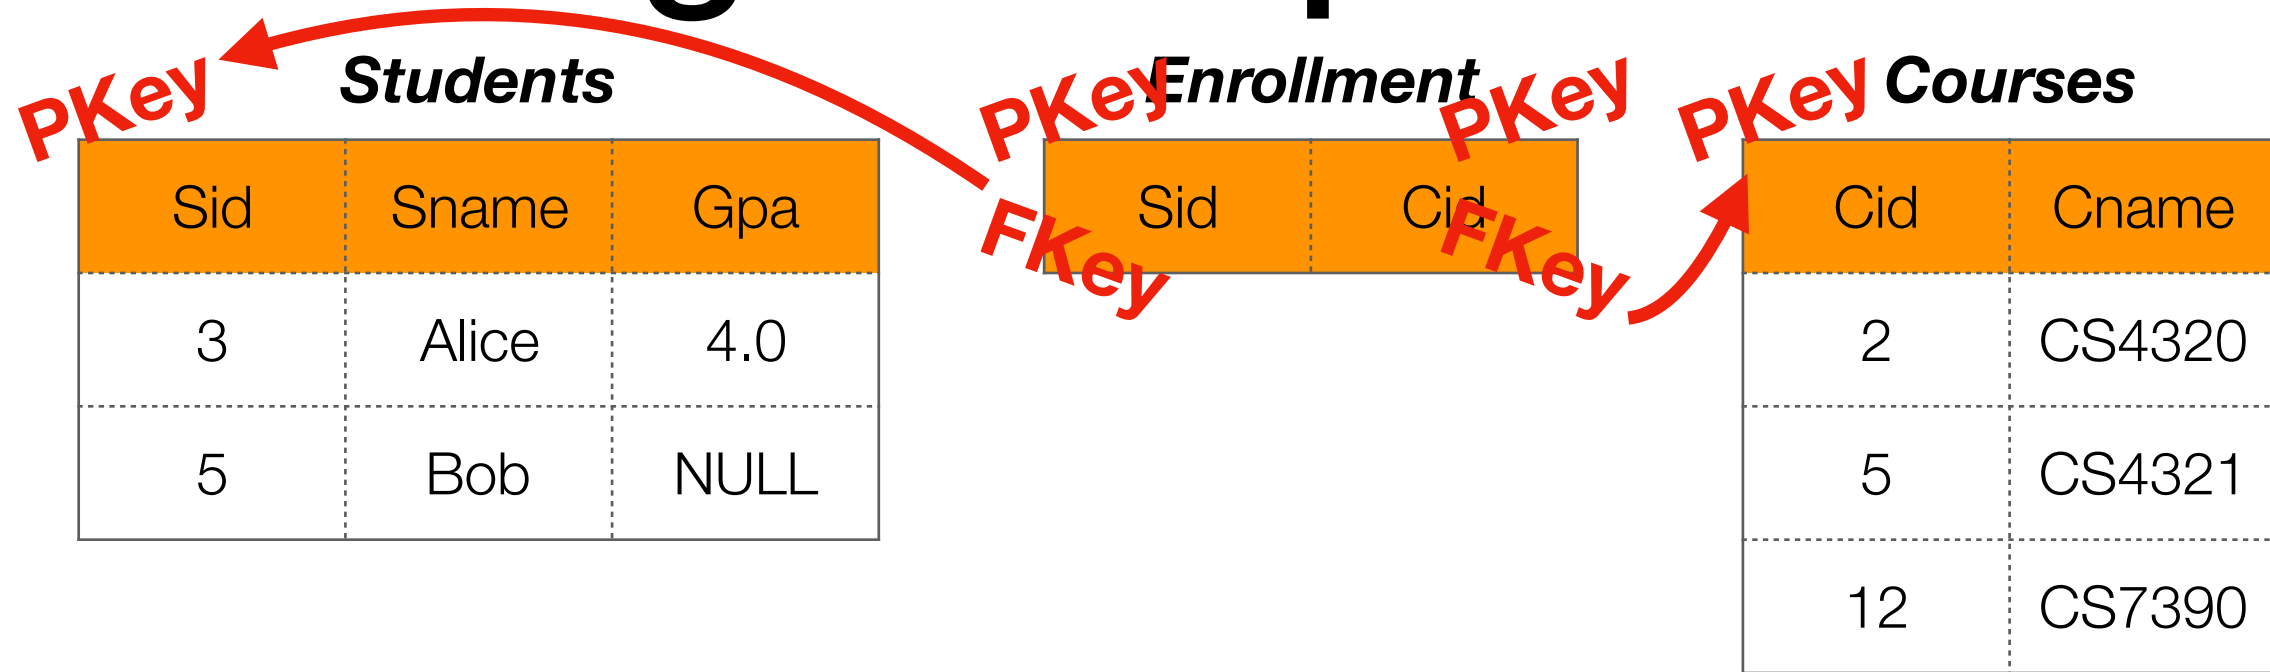 Students
PKey
Sid Sname Gpa
3 Alice 4.0
5 Bob NULL
Enrollment
PKey PKey
Sid Cid
FKey FKey
Courses
PKey
Cid Cname
2 CS4320
5 CS4321
12 CS7390